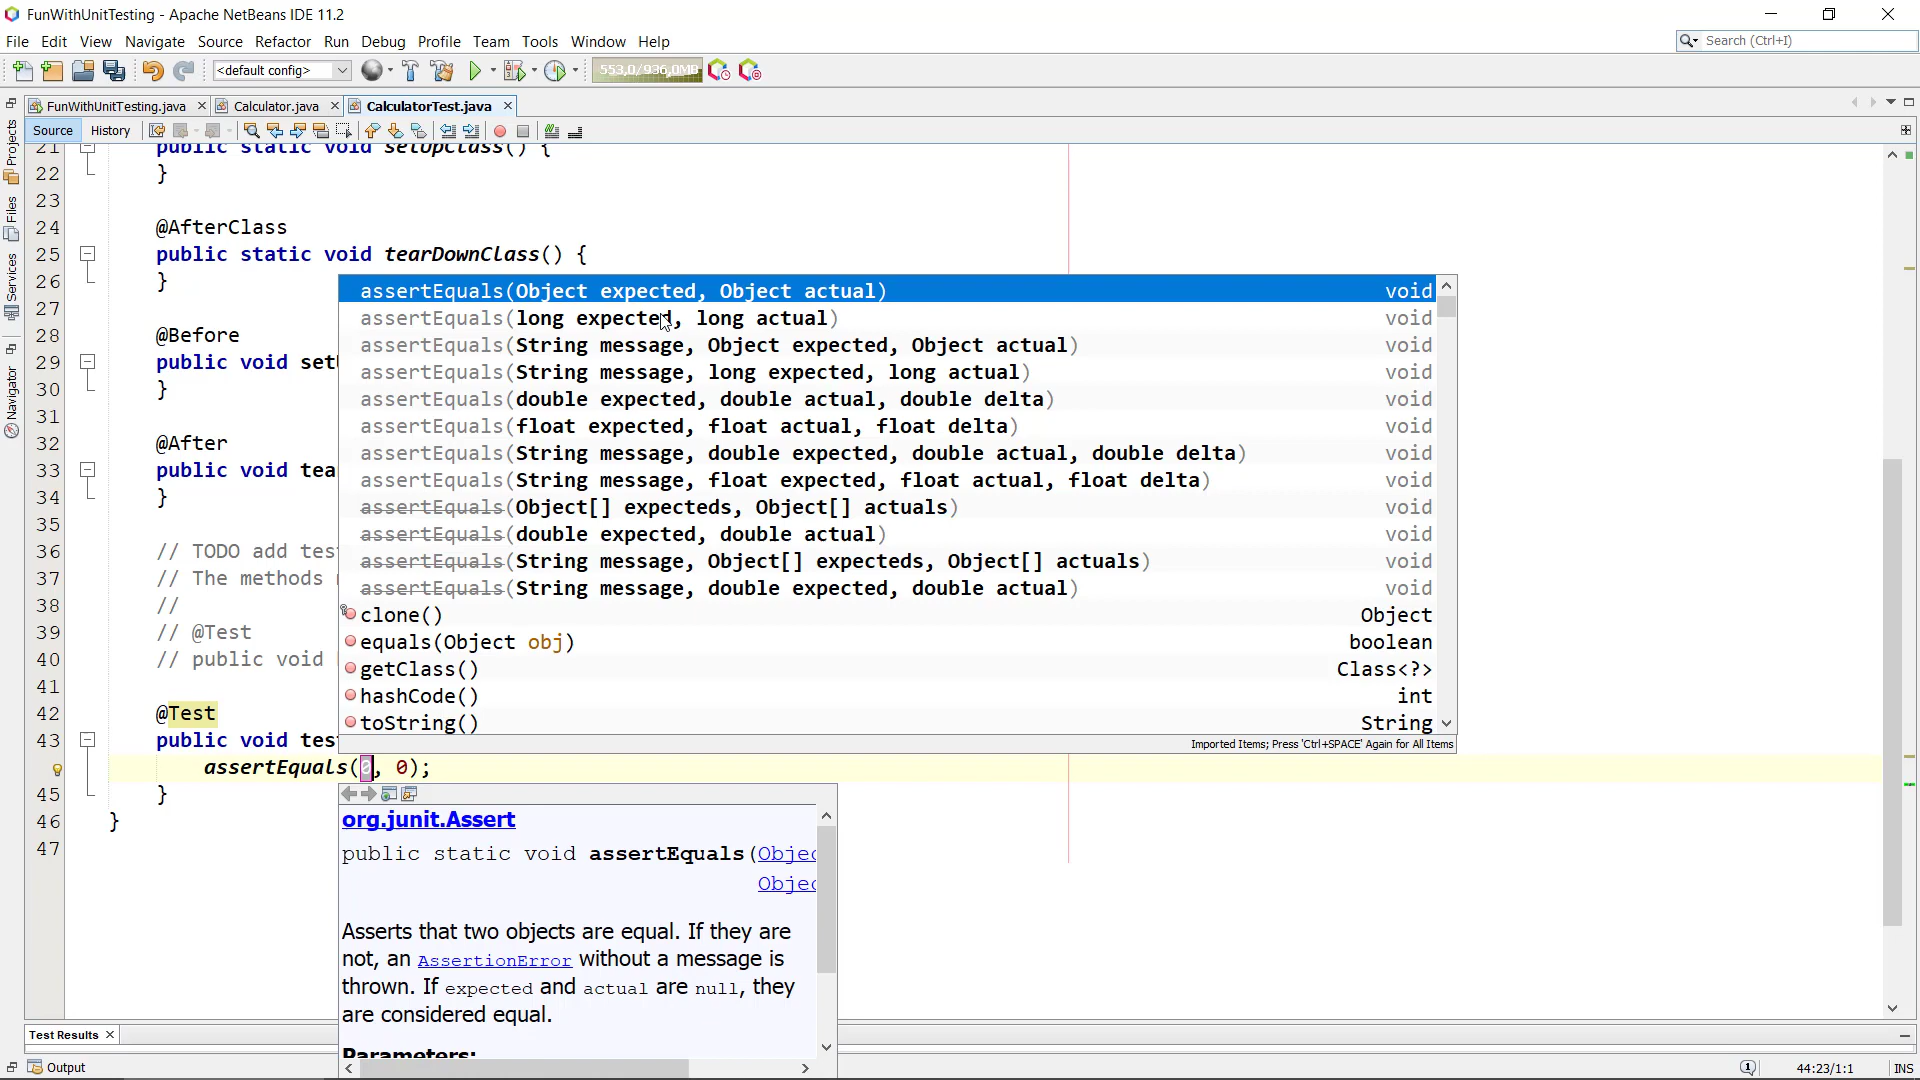 FunWithUnitTesting - Apache NetBeans IDE 11.2
File Edit View Navigate Source Refactor Run Debug Profile Team Tools Window Help
Search (Ctrl+I)
<default config>
553,0/936,0MB
FunWithUnitTesting.java
Calculator.java
CalculatorTest.java
Source History
Projects
Files
Services
Navigator
21 public static void setUpClass() {
22 }
23
24 @AfterClass
25 public static void tearDownClass() {
26 }
27
28 @Before
29 public void set
30 }
31
32 @After
33 public void tea
34 }
35
36 // TODO add tes
37 // The methods
38 //
39 // @Test
40 // public void
41
42 @Test
43 public void tes
assertEquals(0, 0);
45 }
46 }
47
assertEquals(Object expected, Object actual) void
assertEquals(long expected, long actual) void
assertEquals(String message, Object expected, Object actual) void
assertEquals(String message, long expected, long actual) void
assertEquals(double expected, double actual, double delta) void
assertEquals(float expected, float actual, float delta) void
assertEquals(String message, double expected, double actual, double delta) void
assertEquals(String message, float expected, float actual, float delta) void
assertEquals(Object[] expecteds, Object[] actuals) void
assertEquals(double expected, double actual) void
assertEquals(String message, Object[] expecteds, Object[] actuals) void
assertEquals(String message, double expected, double actual) void
clone() Object
equals(Object obj) boolean
getClass() Class<?>
hashCode() int
toString() String
Imported Items; Press 'Ctrl+SPACE' Again for All Items
org.junit.Assert
public static void assertEquals(Objec
Objec
Asserts that two objects are equal. If they are
not, an AssertionError without a message is
thrown. If expected and actual are null, they
are considered equal.
Parameters:
Test Results
Output
44:23/1:1 INS